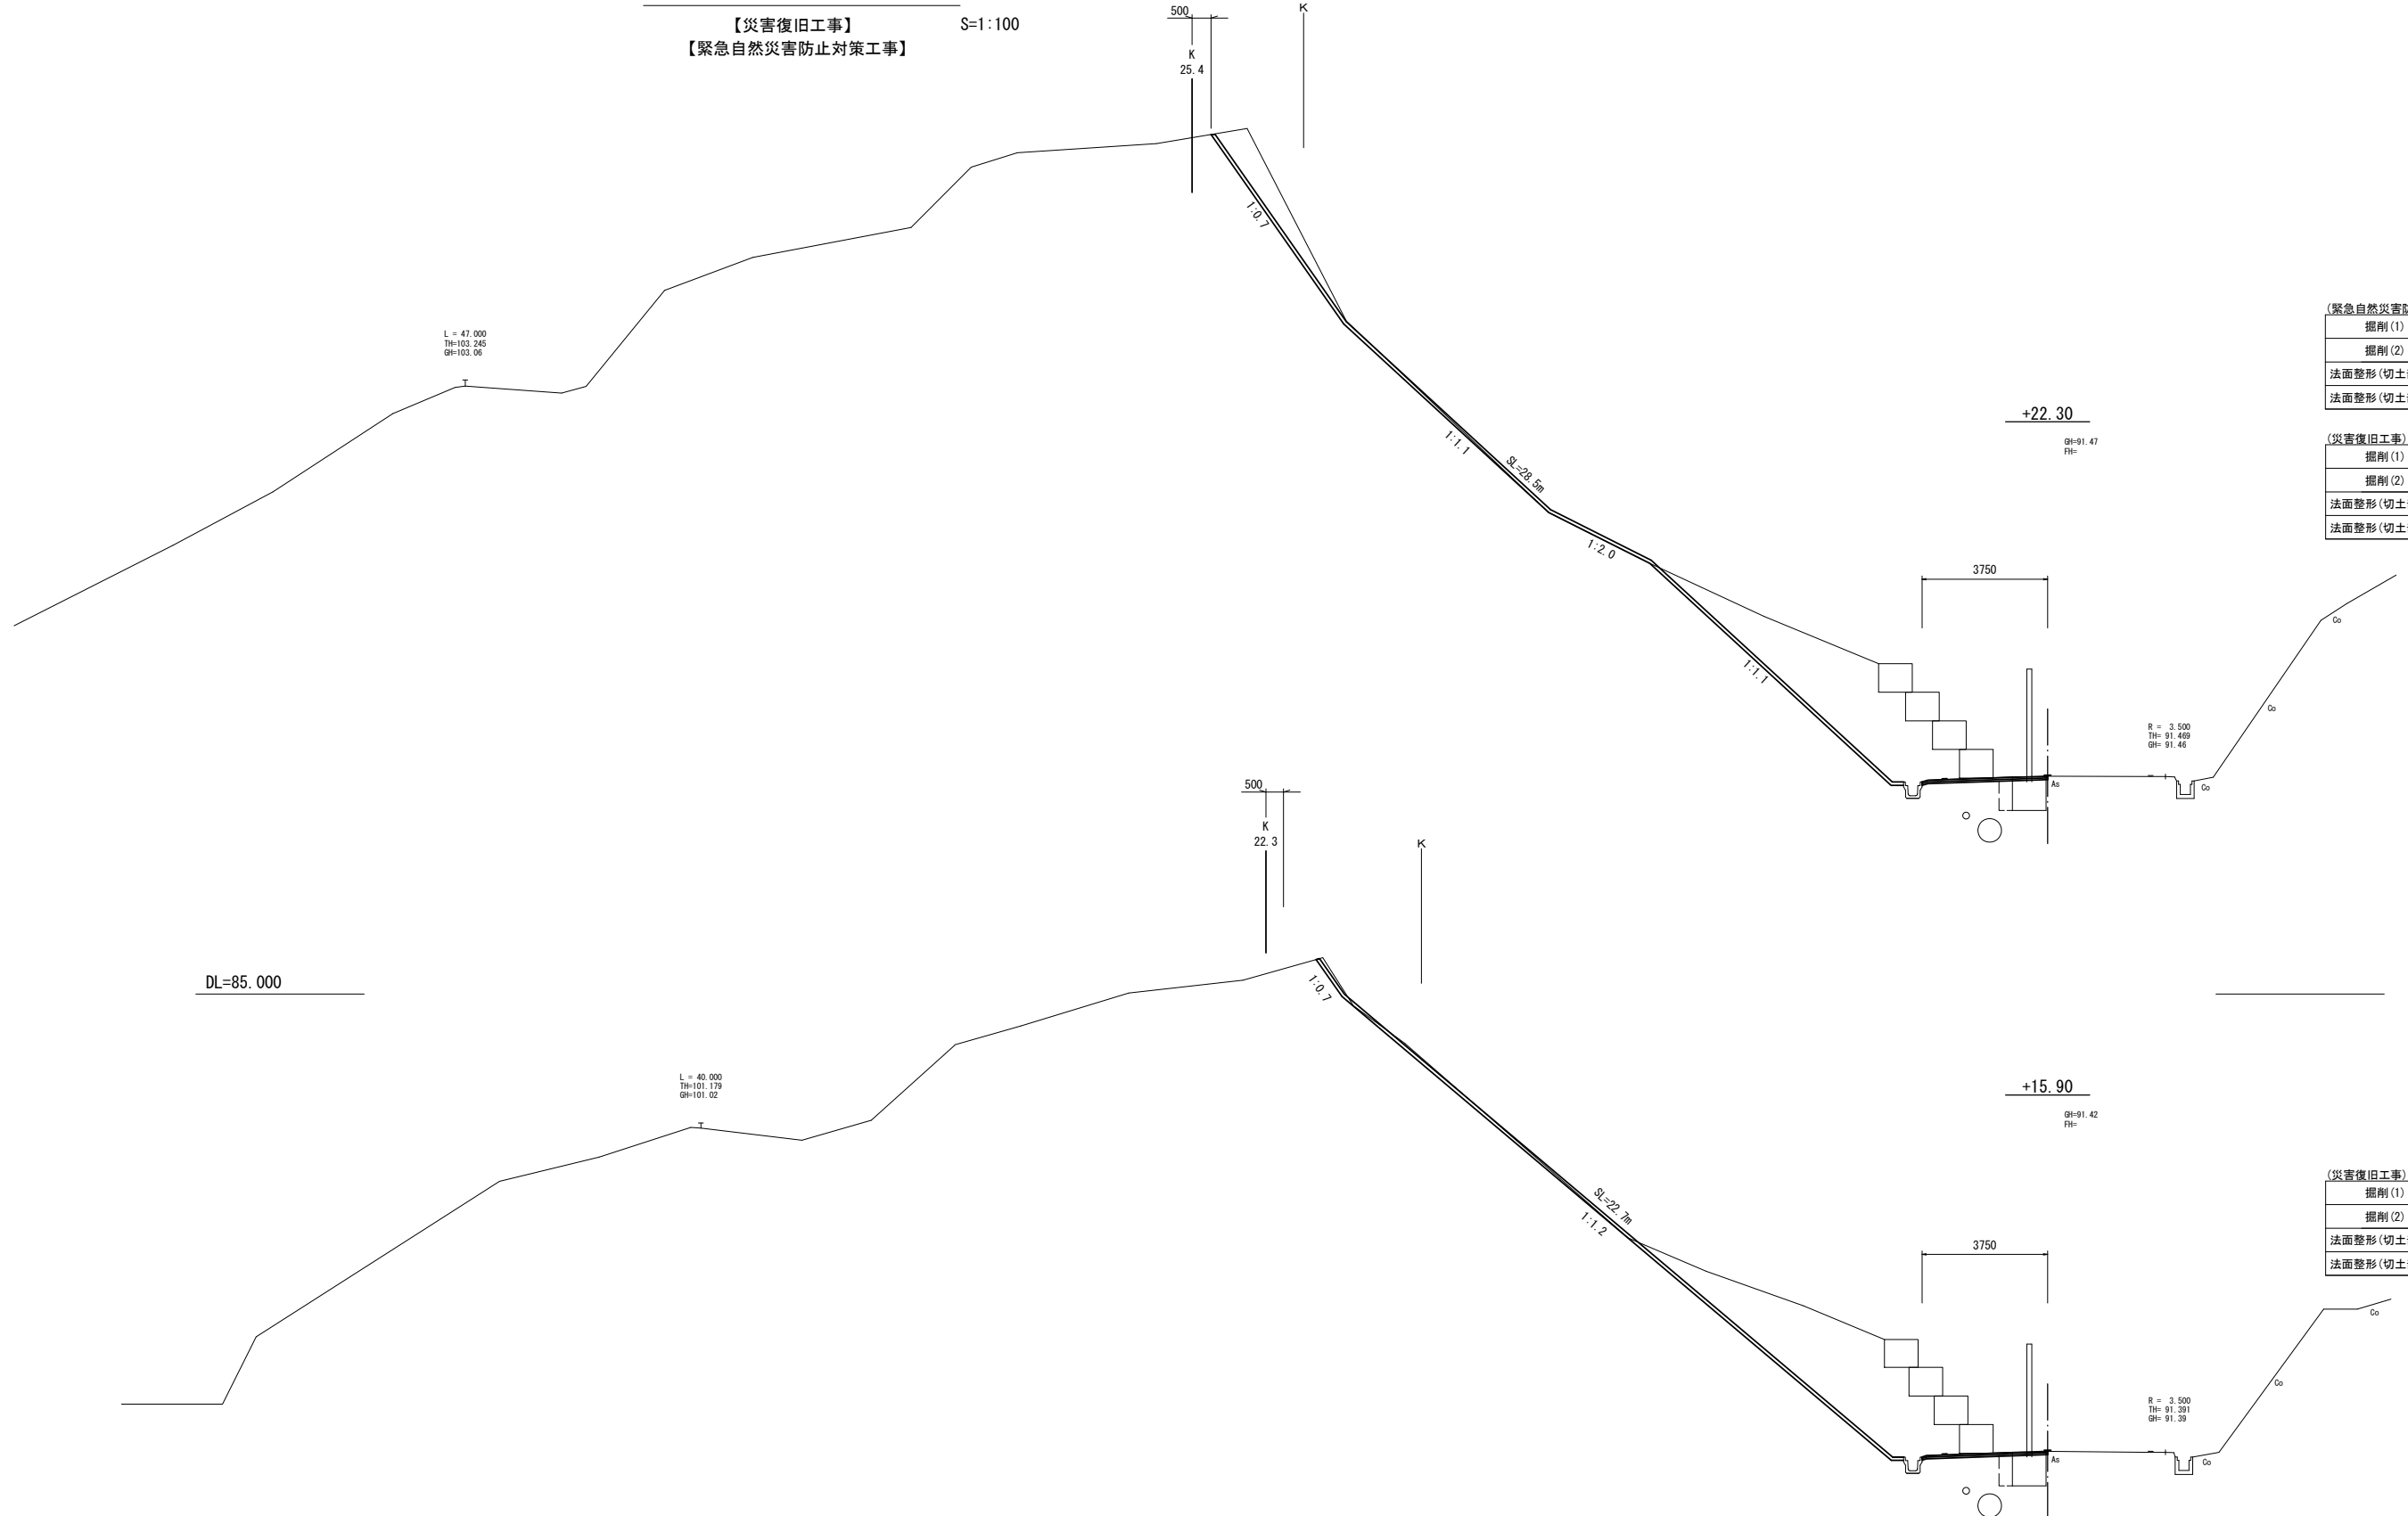 【災害復旧工事】 S=1:100
【緊急自然災害防止対策工事】
500
K
K
25.4
1:0.7
L = 47.000
TH=103.245
GH=103.06
1:1.1
SL=28.5m
1:2.0
1:1.1
+22.30
GH=91.47
FH=
(緊急自然災害防
掘削(1)
掘削(2)
法面整形(切土
法面整形(切土
(災害復旧工事)
掘削(1)
掘削(2)
法面整形(切土
法面整形(切土
3750
Co
Co
R = 3.500
TH= 91.469
GH= 91.46
As
Co
500
K
22.3
K
DL=85.000
1:0.7
L = 40.000
TH=101.179
GH=101.02
SL=22.7m
1:1.2
+15.90
GH=91.42
FH=
(災害復旧工事)
掘削(1)
掘削(2)
法面整形(切土
法面整形(切土
3750
Co
Co
R = 3.500
TH= 91.391
GH= 91.39
As
Co